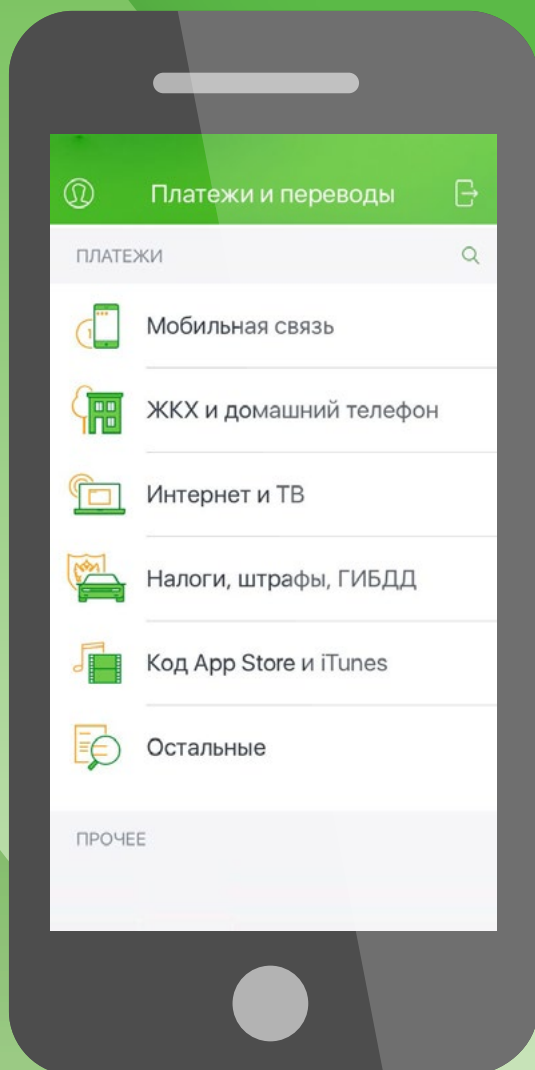 Платежи и переводы
ПЛАТЕЖИ
Мобильная связь
ЖКХ и домашний телефон
Интернет и ТВ
Налоги, штрафы, ГИБДД
Код App Store и iTunes
Остальные
ПРОЧЕЕ